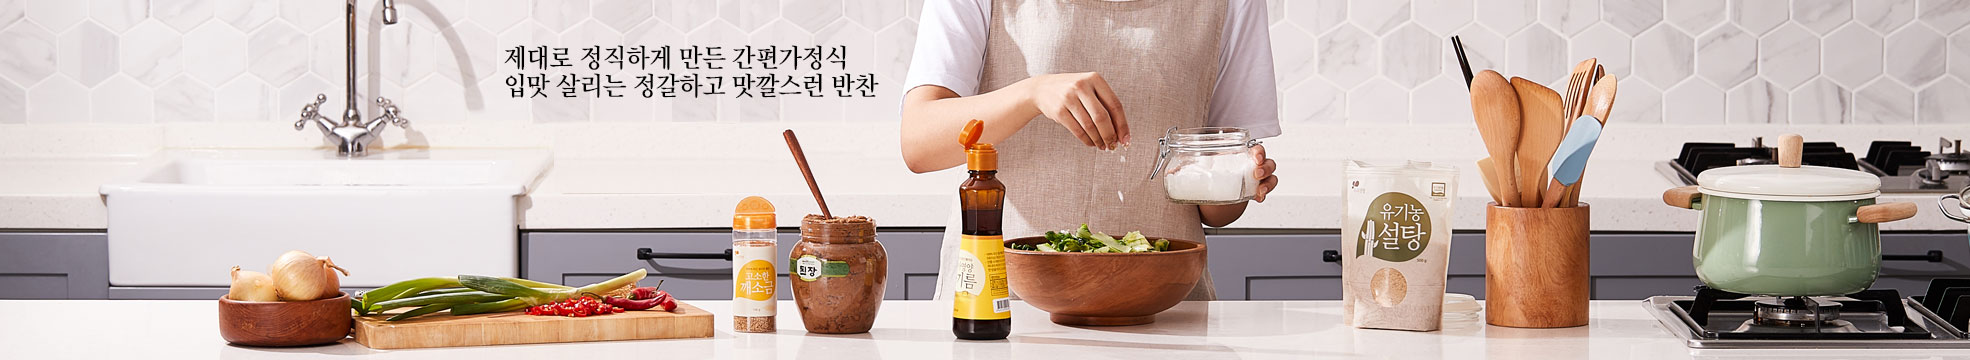 제대로 정직하게 만든 간편가정식
입맛 살리는 정갈하고 맛깔스런 반찬
고소한
깨소금
된장
기름
유기농
설탕